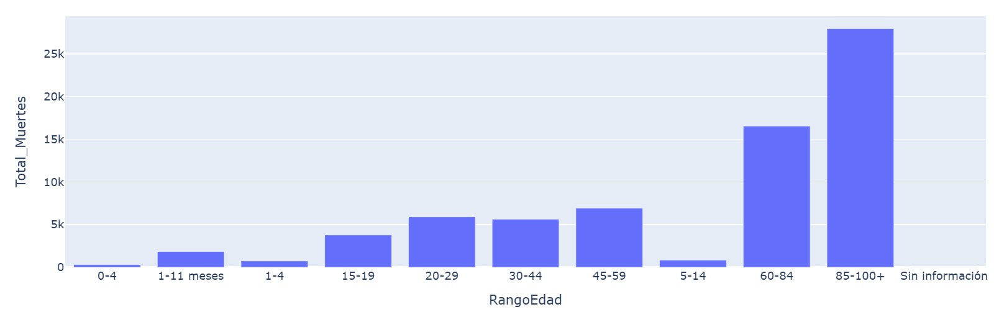 Total_Muertes
25k
20k
15k
10k
5k
0
0-4 1-11 meses 1-4 15-19 20-29 30-44 45-59 5-14 60-84 85-100+ Sin información
RangoEdad